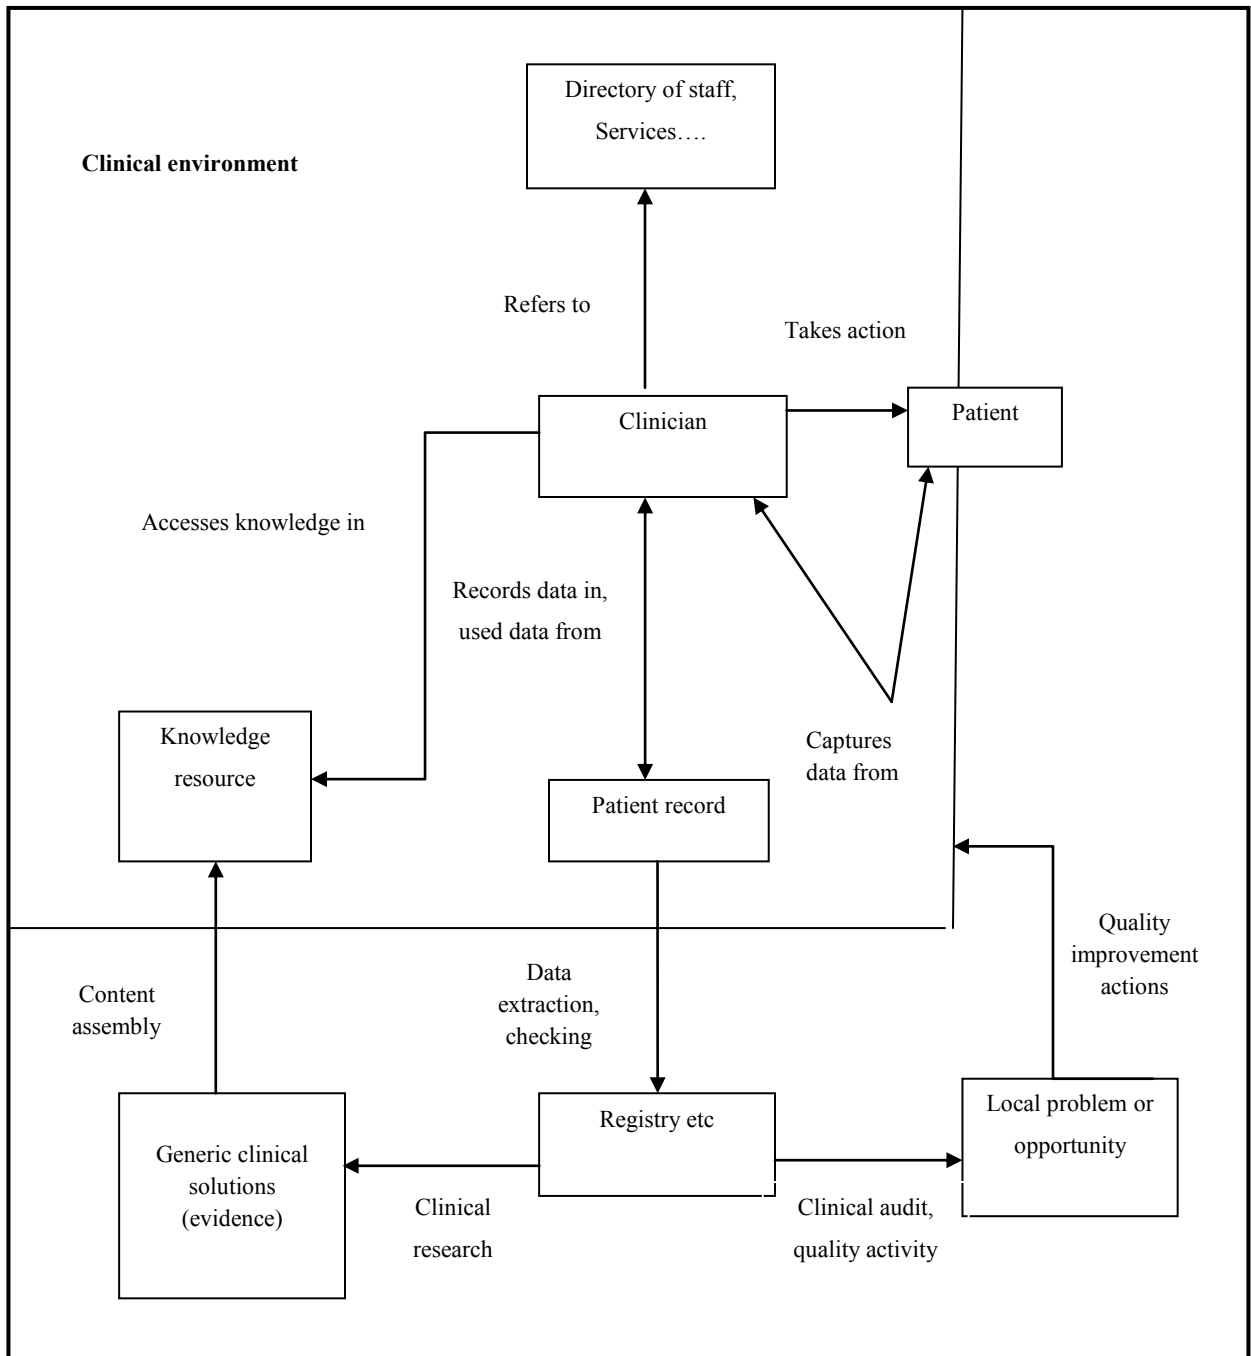 Directory of staff,
Services….
Clinical environment
Refers to
Takes action
Clinician
Patient
Accesses knowledge in
Records data in,
used data from
Knowledge
resource
Captures
data from
Patient record
Quality
improvement
actions
Content
assembly
Data
extraction,
checking
Local problem or
opportunity
Registry etc
Generic clinical
solutions
(evidence)
Clinical
research
Clinical audit,
quality activity